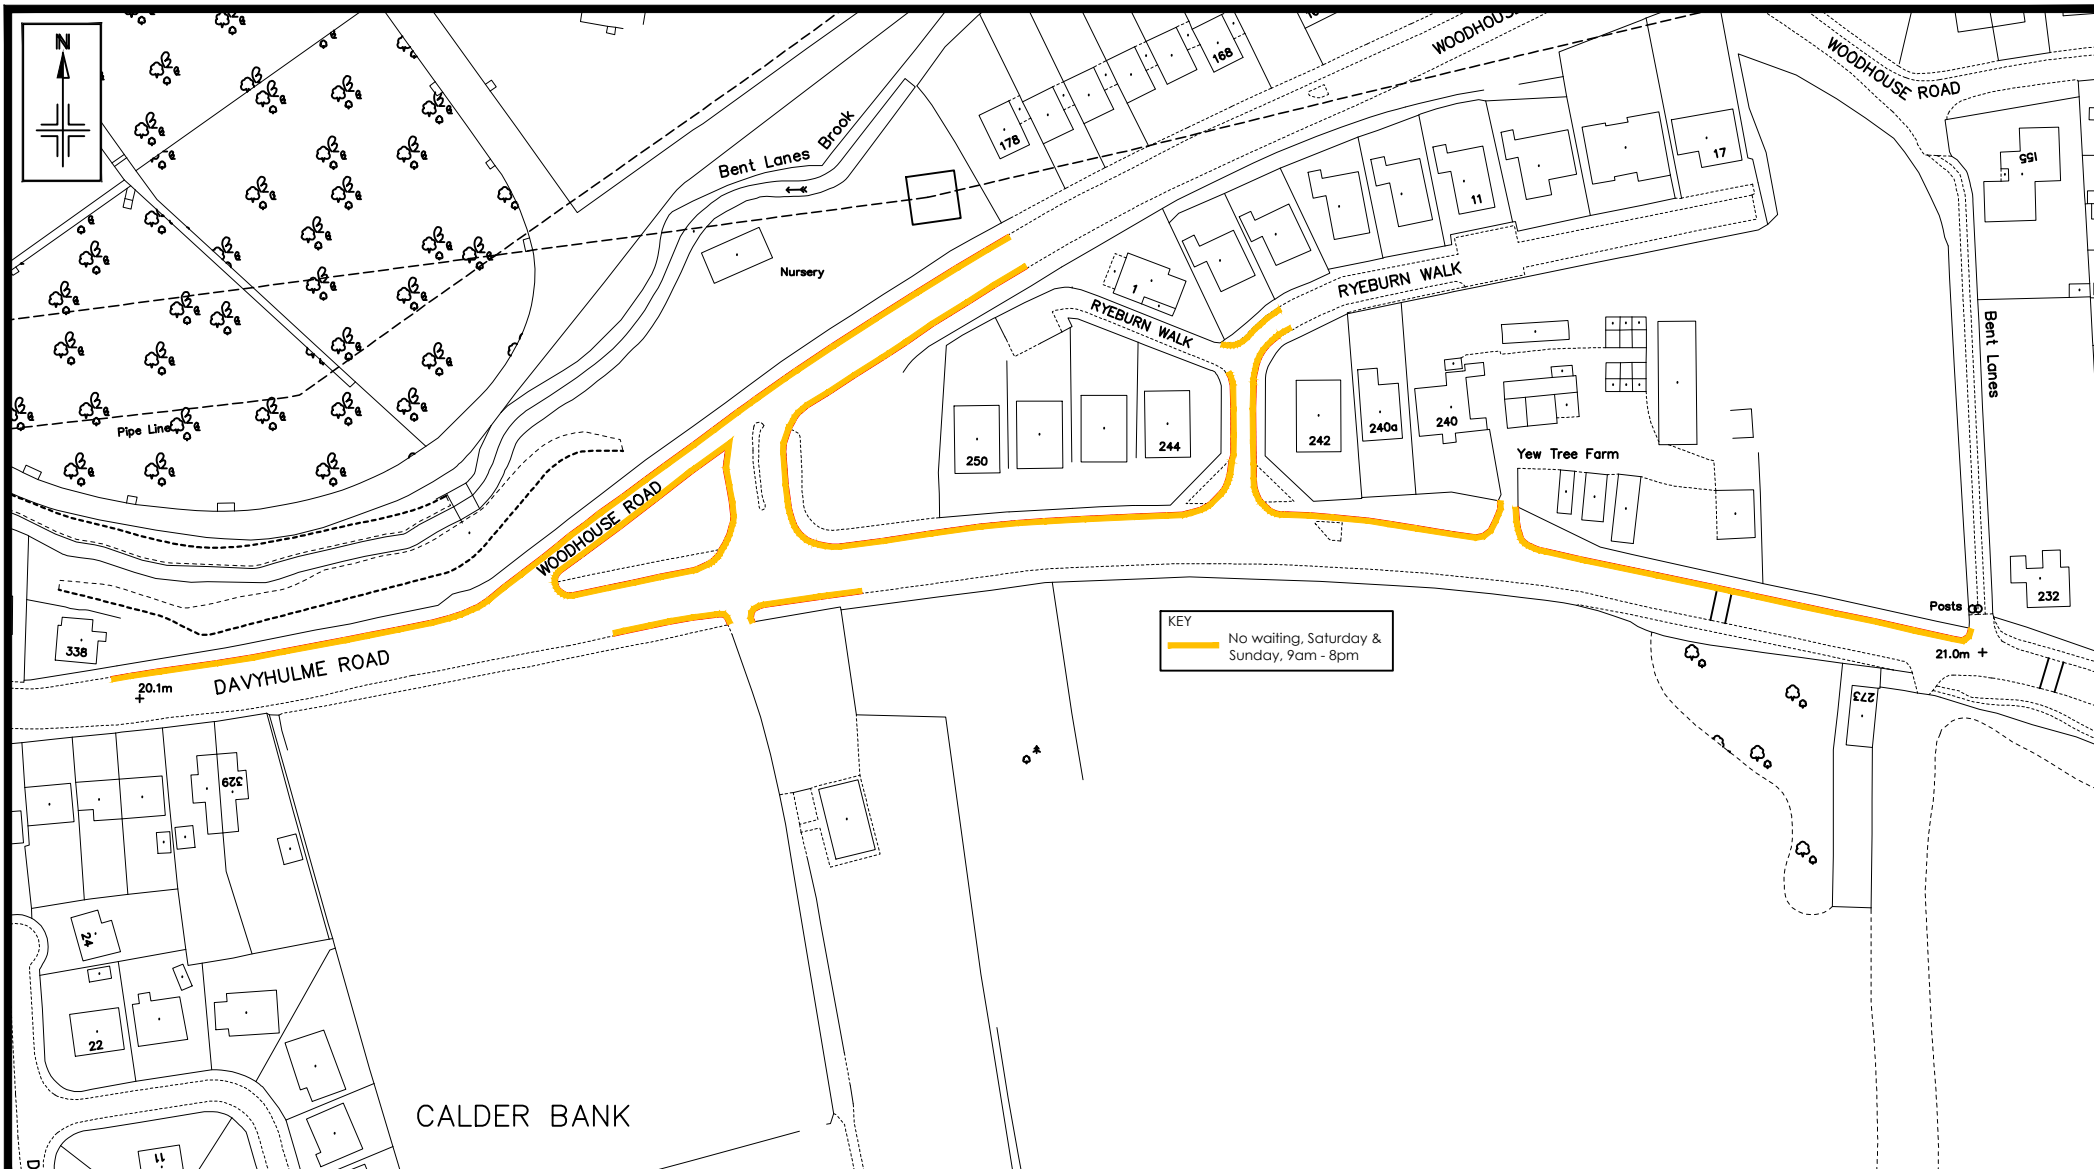 N
WOODHOUSE ROAD
168
178
Bent Lanes Brook
155
17
11
Nursery
RYEBURN WALK
1
RYEBURN WALK
Bent Lanes
Pipe Line
250
244
242
240a
240
Yew Tree Farm
WOODHOUSE ROAD
232
Posts
KEY
No waiting, Saturday &
Sunday, 9am - 8pm
338
21.0m
20.1m
DAVYHULME ROAD
273
329
24
22
CALDER BANK
11